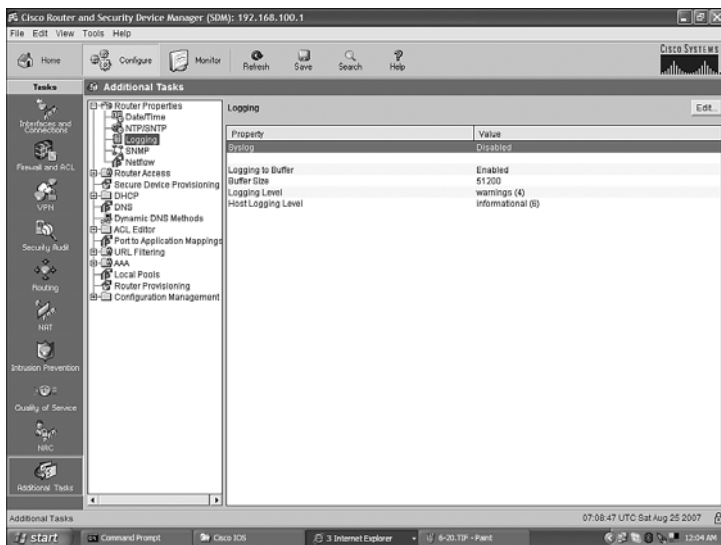 Cisco Router and Security Device Manager (SDM): 192.168.100.1
File Edit View Tools Help
Home Configure Monitor Refresh Save Search Help
CISCO SYSTEMS
Tasks
Additional Tasks
Interfaces and Connections
Firewall and ACL
VPN
Security Audit
Routing
NAT
Intrusion Prevention
Quality of Service
NAC
Additional Tasks
Router Properties
Date/Time
NTP/SNTP
Logging
SNMP
Netflow
Router Access
Secure Device Provisioning
DHCP
DNS
Dynamic DNS Methods
ACL Editor
Port to Application Mappings
URL Filtering
AAA
Local Pools
Router Provisioning
Configuration Management
Logging
Edit...
Property Value
Syslog Disabled
Logging to Buffer Enabled
Buffer Size 51200
Logging Level warnings (4)
Host Logging Level informational (6)
Additional Tasks
07:08:47 UTC Sat Aug 25 2007
start
Command Prompt
Cisco IOS
3 Internet Explorer
6-20.TIF - Paint
12:04 AM